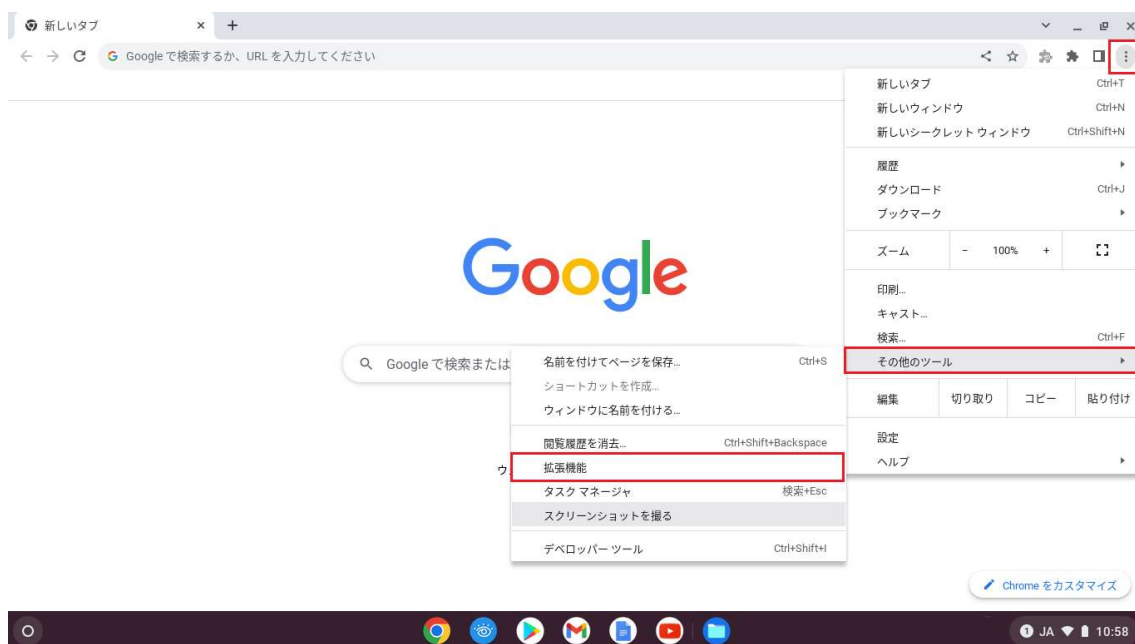 新しいタブ
Google で検索するか、URL を入力してください
新しいタブ Ctrl+T
新しいウィンドウ Ctrl+N
新しいシークレット ウィンドウ Ctrl+Shift+N
履歴
ダウンロード Ctrl+J
ブックマーク
ズーム - 100% +
印刷...
キャスト...
検索... Ctrl+F
その他のツール
編集 切り取り コピー 貼り付け
設定
ヘルプ
Google
Google で検索または
名前を付けてページを保存... Ctrl+S
ショートカットを作成...
ウィンドウに名前を付ける...
閲覧履歴を消去... Ctrl+Shift+Backspace
ウ
拡張機能
タスク マネージャ 検索+Esc
スクリーンショットを撮る
デベロッパー ツール Ctrl+Shift+I
Chrome をカスタマイズ
1 JA 10:58